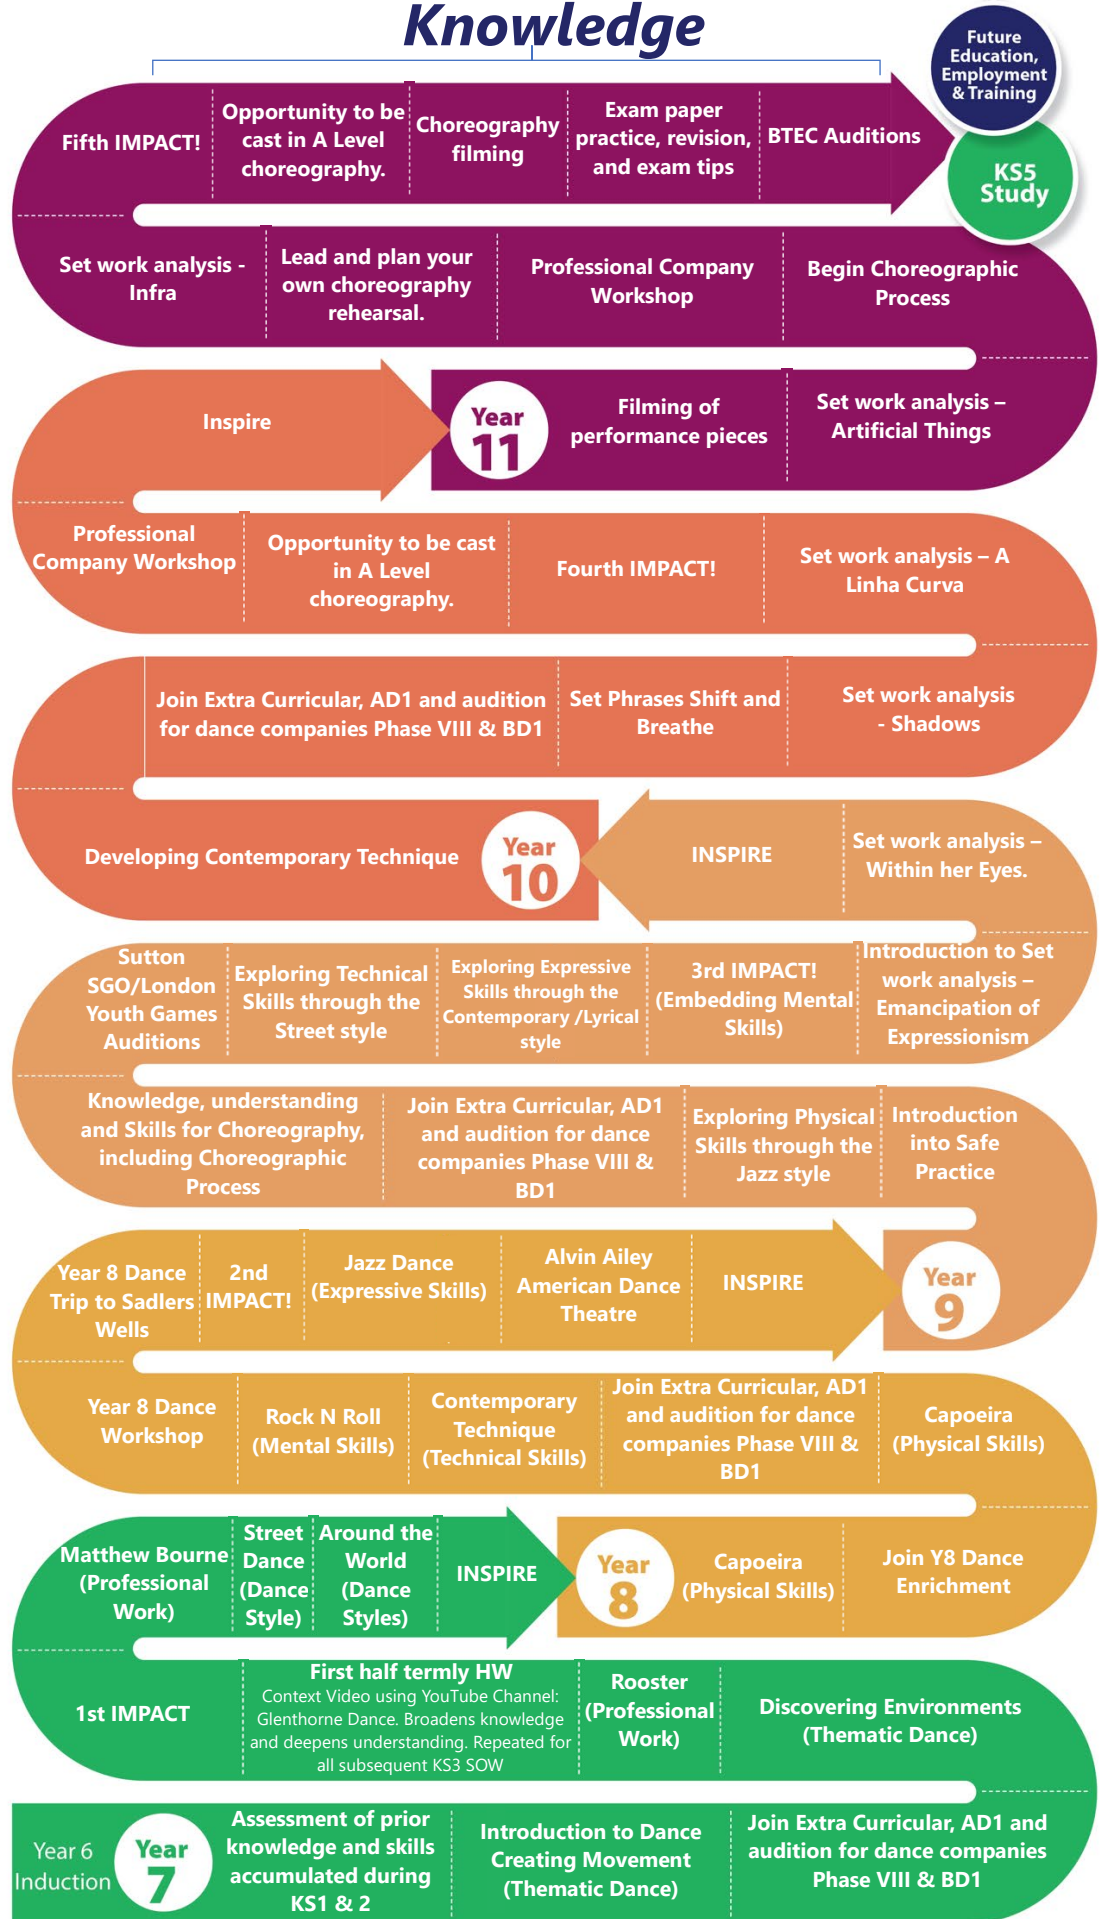 Knowledge
Future
Education,
Employment
& Training
KS5
Study
Fifth IMPACT!
Opportunity to be
cast in A Level
choreography.
Choreography
filming
Exam paper
practice, revision,
and exam tips
BTEC Auditions
Set work analysis -
Infra
Lead and plan your
own choreography
rehearsal.
Professional Company
Workshop
Begin Choreographic
Process
Inspire
Year
11
Filming of
performance pieces
Set work analysis –
Artificial Things
Professional
Company Workshop
Opportunity to be cast
in A Level
choreography.
Fourth IMPACT!
Set work analysis – A
Linha Curva
Join Extra Curricular, AD1 and audition
for dance companies Phase VIII & BD1
Set Phrases Shift and
Breathe
Set work analysis
- Shadows
Developing Contemporary Technique
Year
10
INSPIRE
Set work analysis –
Within her Eyes.
Sutton
SGO/London
Youth Games
Auditions
Exploring Technical
Skills through the
Street style
Exploring Expressive
Skills through the
Contemporary /Lyrical
style
3rd IMPACT!
(Embedding Mental
Skills)
Introduction to Set
work analysis –
Emancipation of
Expressionism
Knowledge, understanding
and Skills for Choreography,
including Choreographic
Process
Join Extra Curricular, AD1
and audition for dance
companies Phase VIII &
BD1
Exploring Physical
Skills through the
Jazz style
Introduction
into Safe
Practice
Year 8 Dance
Trip to Sadlers
Wells
2nd
IMPACT!
Jazz Dance
(Expressive Skills)
Alvin Ailey
American Dance
Theatre
INSPIRE
Year
9
Year 8 Dance
Workshop
Rock N Roll
(Mental Skills)
Contemporary
Technique
(Technical Skills)
Join Extra Curricular, AD1
and audition for dance
companies Phase VIII &
BD1
Capoeira
(Physical Skills)
Matthew Bourne
(Professional
Work)
Street
Dance
(Dance
Style)
Around the
World
(Dance
Styles)
INSPIRE
Year
8
Capoeira
(Physical Skills)
Join Y8 Dance
Enrichment
1st IMPACT
First half termly HW
Context Video using YouTube Channel:
Glenthorne Dance. Broadens knowledge
and deepens understanding. Repeated for
all subsequent KS3 SOW
Rooster
(Professional
Work)
Discovering Environments
(Thematic Dance)
Year 6
Induction
Year
7
Assessment of prior
knowledge and skills
accumulated during
KS1 & 2
Introduction to Dance
Creating Movement
(Thematic Dance)
Join Extra Curricular, AD1 and
audition for dance companies
Phase VIII & BD1